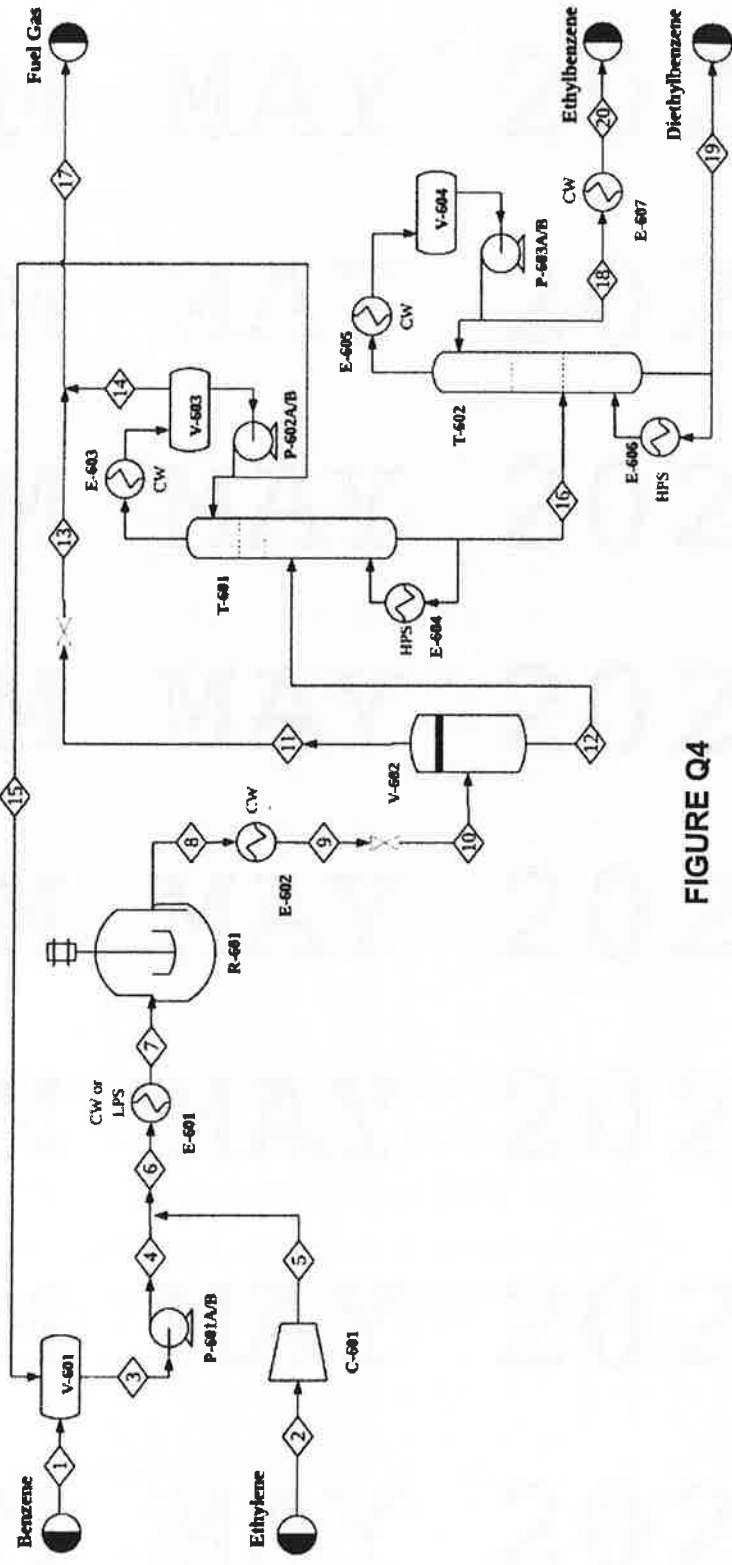 Benzene
1
V-601
3
P-601A/B
4
Ethylene
2
C-601
5
6
CW or
LPS
E-601
7
R-601
8
CW
E-602
9
10
V-602
11
12
13
15
T-601
E-603
CW
V-603
14
P-602A/B
HPS
E-604
16
17
Fuel Gas
T-602
E-605
CW
V-604
P-603A/B
18
CW
E-607
20
Ethylbenzene
E-606
HPS
19
Diethylbenzene
FIGURE Q4